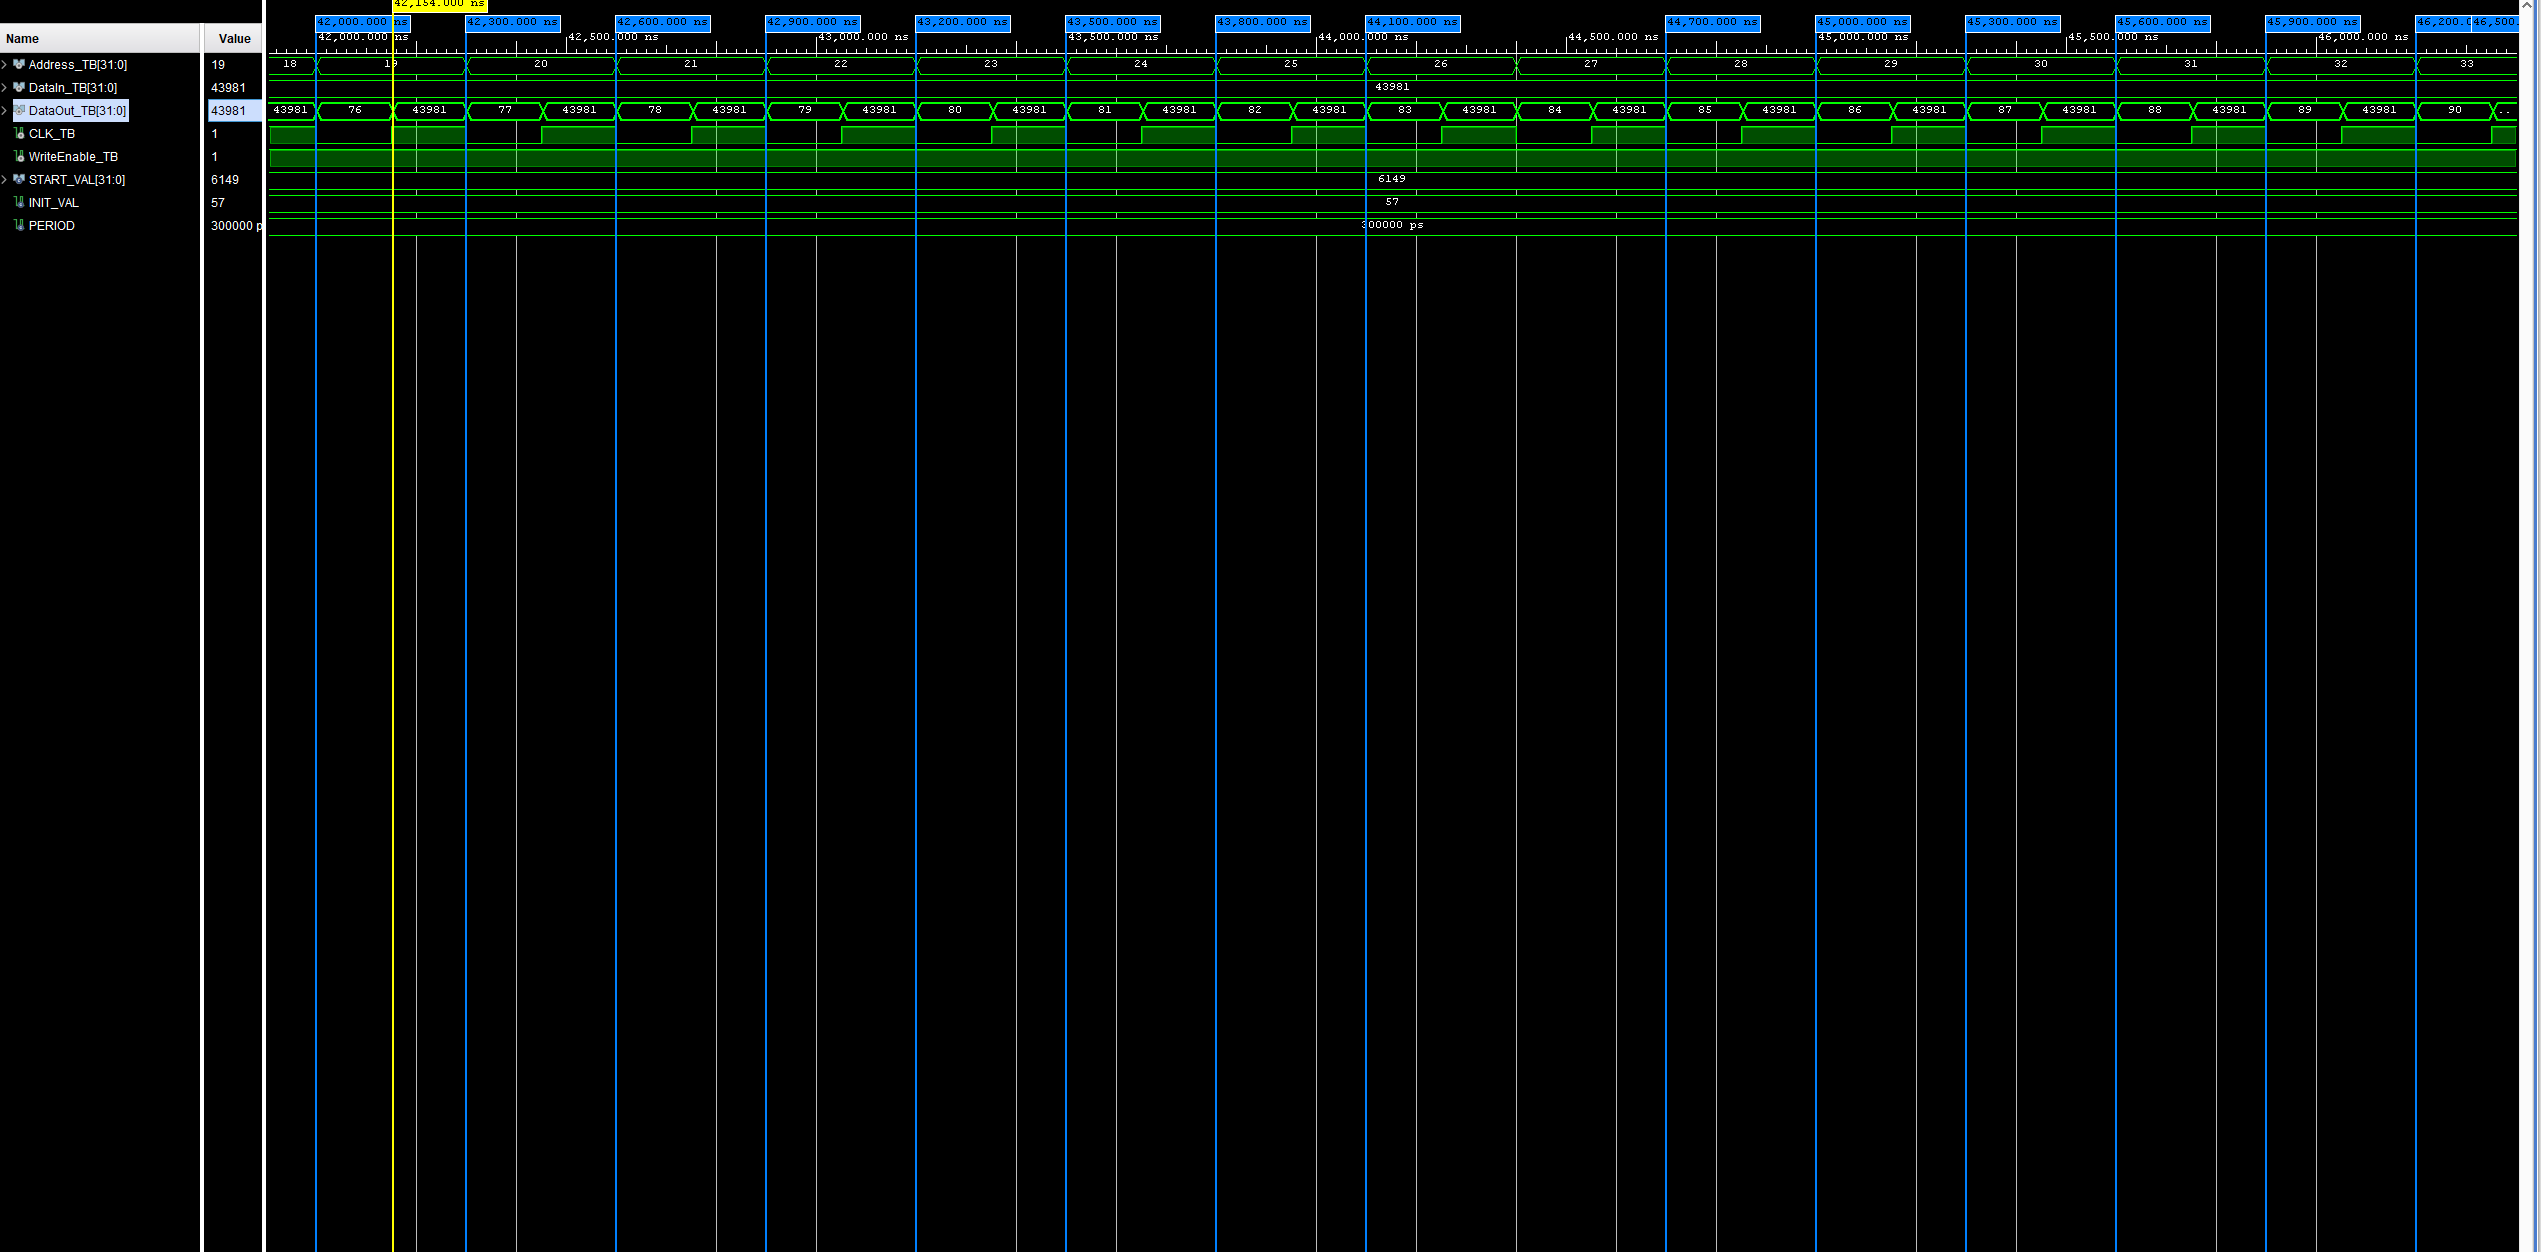 42,154.000 ns
42,000.000 ns 42,300.000 ns 42,600.000 ns 42,900.000 ns 43,200.000 ns 43,500.000 ns 43,800.000 ns 44,100.000 ns 44,700.000 ns 45,000.000 ns 45,300.000 ns 45,600.000 ns 45,900.000 ns 46,200.0 46,500.
Name Value 42,000.000 ns 42,500.000 ns 43,000.000 ns 43,500.000 ns 44,000.000 ns 44,500.000 ns 45,000.000 ns 45,500.000 ns 46,000.000 ns
Address_TB[31:0] 19 18 19 20 21 22 23 24 25 26 27 28 29 30 31 32 33
DataIn_TB[31:0] 43981 43981
DataOut_TB[31:0] 43981 43981 76 43981 77 43981 78 43981 79 43981 80 43981 81 43981 82 43981 83 43981 84 43981 85 43981 86 43981 87 43981 88 43981 89 43981 90 ..
CLK_TB 1
WriteEnable_TB 1
START_VAL[31:0] 6149 6149
INIT_VAL 57 57
PERIOD 300000 p 300000 ps